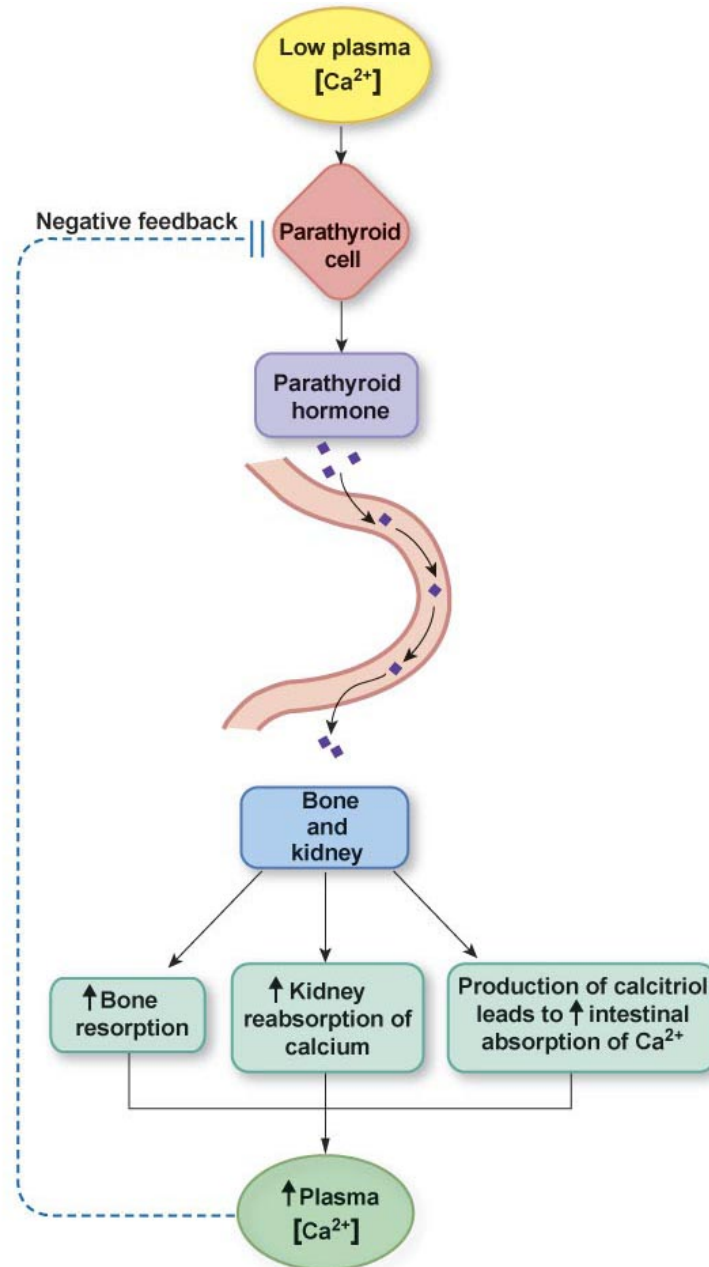 Low plasma
[Ca²⁺]
Negative feedback
Parathyroid
cell
Parathyroid
hormone
Bone
and
kidney
↑Bone
resorption
↑ Kidney
reabsorption of
calcium
Production of calcitriol
leads to ↑ intestinal
absorption of Ca²⁺
↑Plasma
[Ca²⁺]